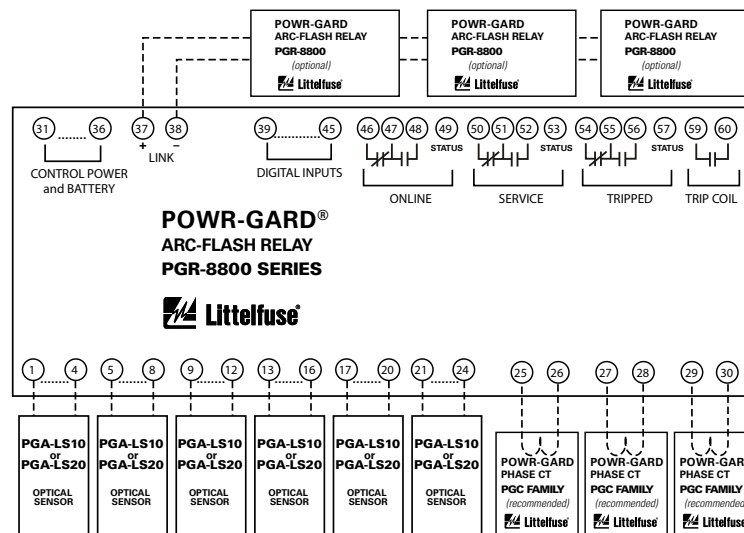 POWR-GARD
ARC-FLASH RELAY
PGR-8800
(optional)
Littelfuse
POWR-GARD
ARC-FLASH RELAY
PGR-8800
(optional)
Littelfuse
POWR-GARD
ARC-FLASH RELAY
PGR-8800
(optional)
Littelfuse
31 ........ 36 37 38 39 .............. 45 46 47 48 49 50 51 52 53 54 55 56 57 59 60
+ –
LINK
STATUS STATUS STATUS
CONTROL POWER
and BATTERY
DIGITAL INPUTS
ONLINE SERVICE TRIPPED TRIP COIL
POWR-GARD®
ARC-FLASH RELAY
PGR-8800 SERIES
Littelfuse®
1 ........ 4 5 ........ 8 9 ........ 12 13 ........ 16 17 ........ 20 21 ........ 24 25 26 27 28 29 30
PGA-LS10
or
PGA-LS20
OPTICAL
SENSOR
PGA-LS10
or
PGA-LS20
OPTICAL
SENSOR
PGA-LS10
or
PGA-LS20
OPTICAL
SENSOR
PGA-LS10
or
PGA-LS20
OPTICAL
SENSOR
PGA-LS10
or
PGA-LS20
OPTICAL
SENSOR
PGA-LS10
or
PGA-LS20
OPTICAL
SENSOR
POWR-GARD
PHASE CT
PGC FAMILY
(recommended)
Littelfuse
POWR-GARD
PHASE CT
PGC FAMILY
(recommended)
Littelfuse
POWR-GARD
PHASE CT
PGC FAMILY
(recommended)
Littelfuse